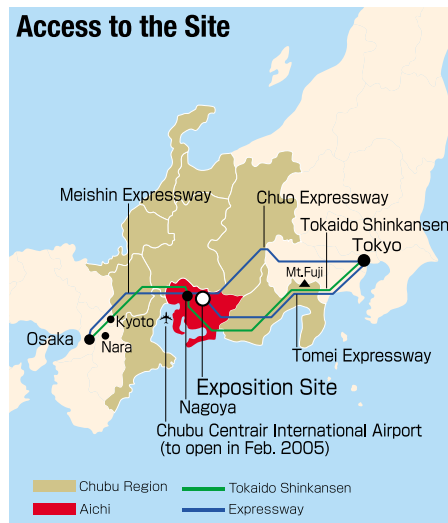 Access to the Site
Meishin Expressway
Chuo Expressway
Tokaido Shinkansen
Tokyo
Mt.Fuji
Kyoto
Osaka
Nara
Tomei Expressway
Exposition Site
Nagoya
Chubu Centrair International Airport
(to open in Feb. 2005)
Chubu Region
Tokaido Shinkansen
Aichi
Expressway